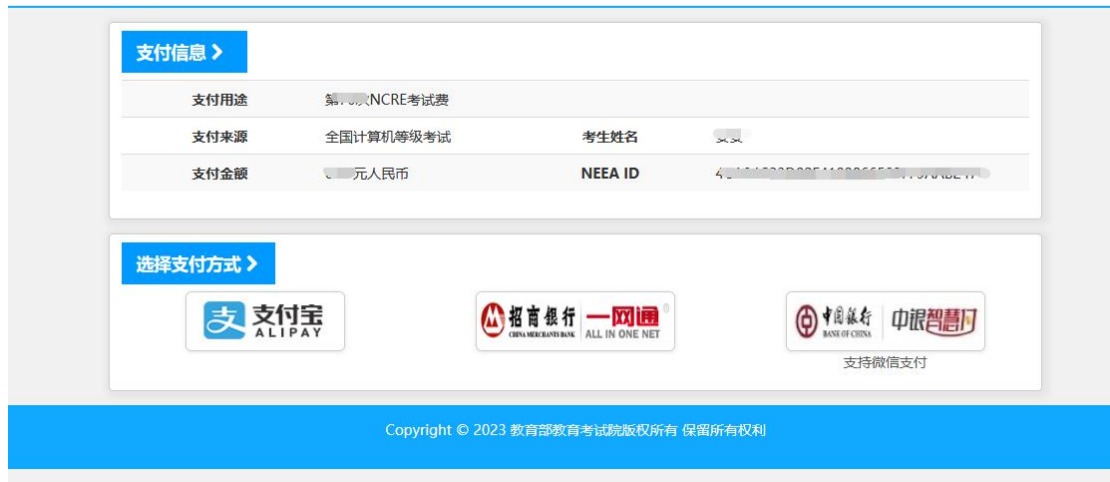 支付信息
支付用途 NCRE考试费
支付来源 全国计算机等级考试 考生姓名
支付金额 元人民币 NEEA ID
选择支付方式
支付宝 招商银行 一网通 中国银行 中银智慧付
ALIPAY CHINA MERCHANTS BANK ALL IN ONE NET BANK OF CHINA
支持微信支付
Copyright © 2023 教育部教育考试院版权所有 保留所有权利